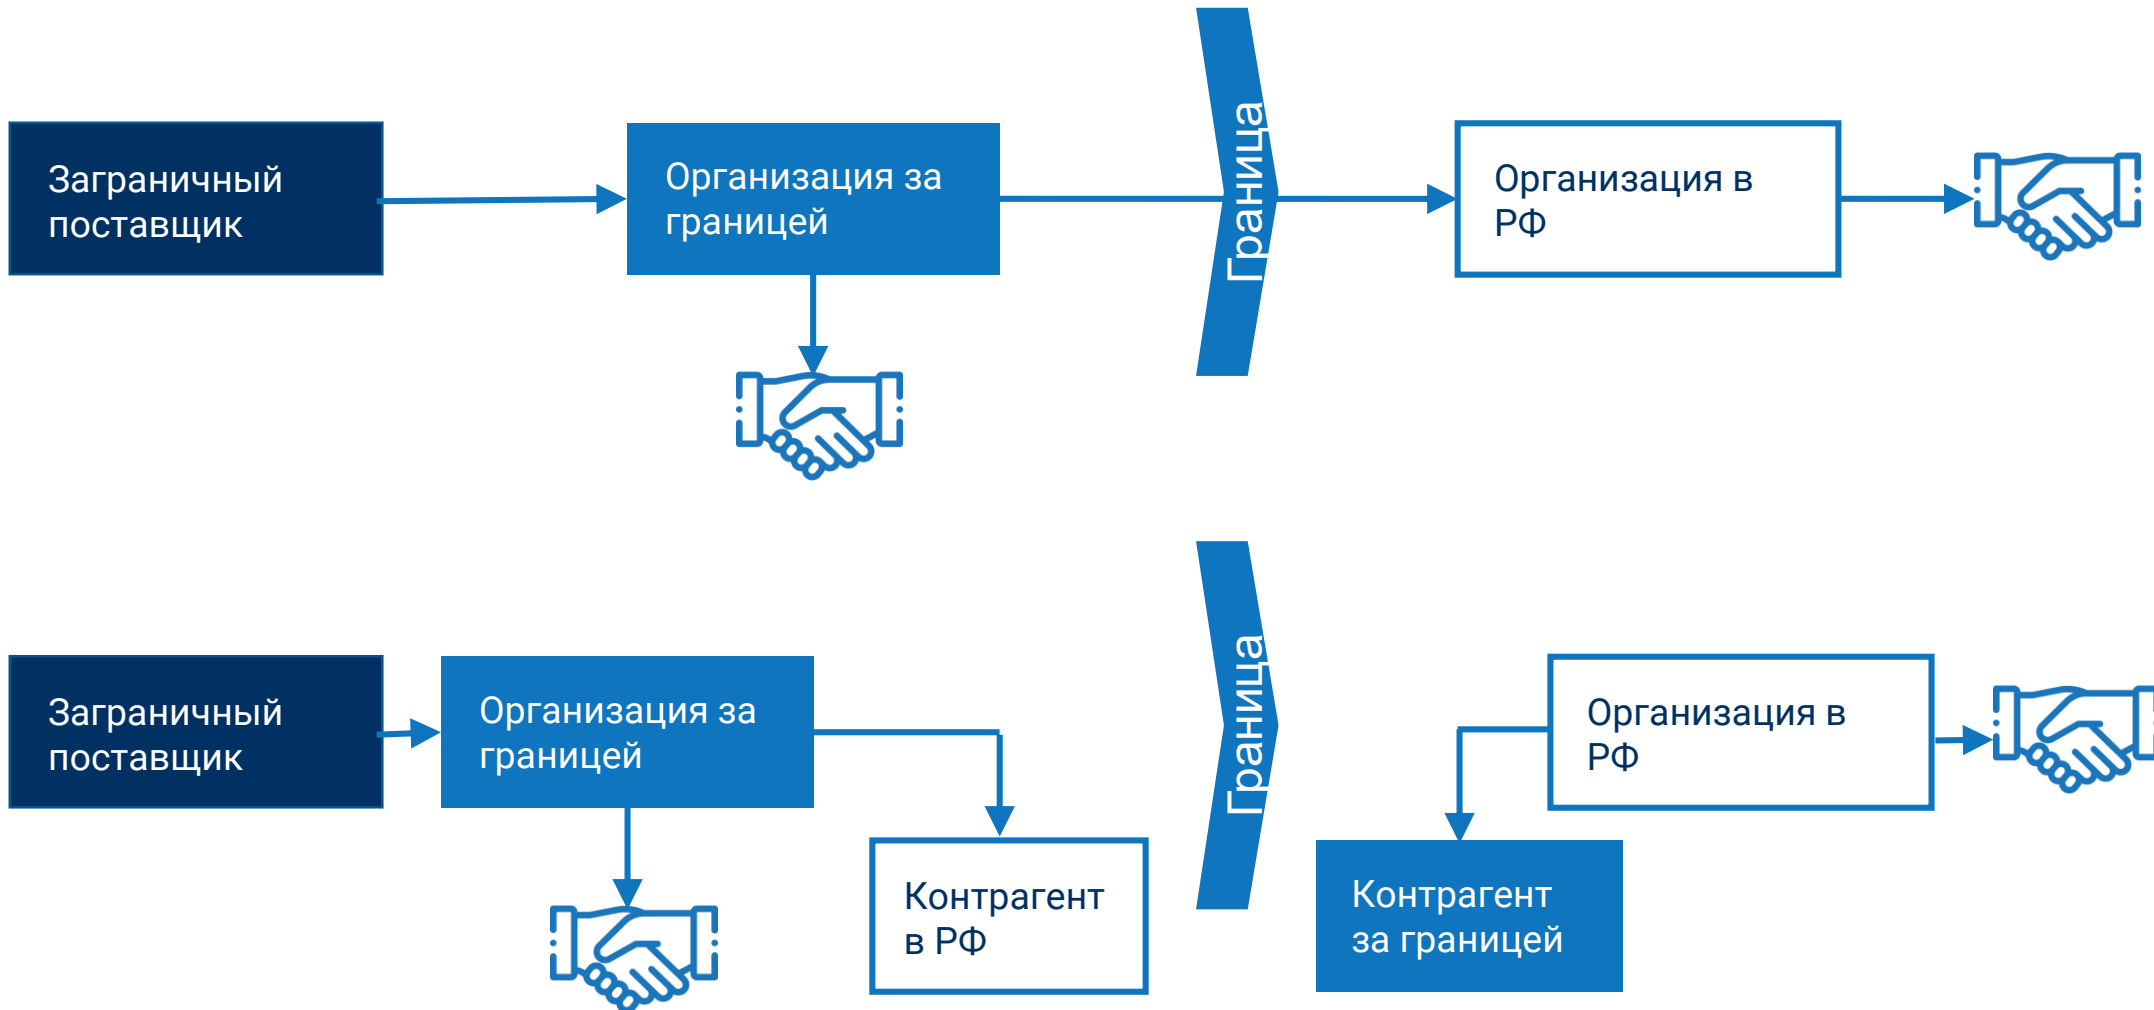 Заграничный
поставщик
Организация за
границей
Граница
Организация в
РФ
Заграничный
поставщик
Организация за
границей
Контрагент
в РФ
Граница
Организация в
РФ
Контрагент
за границей